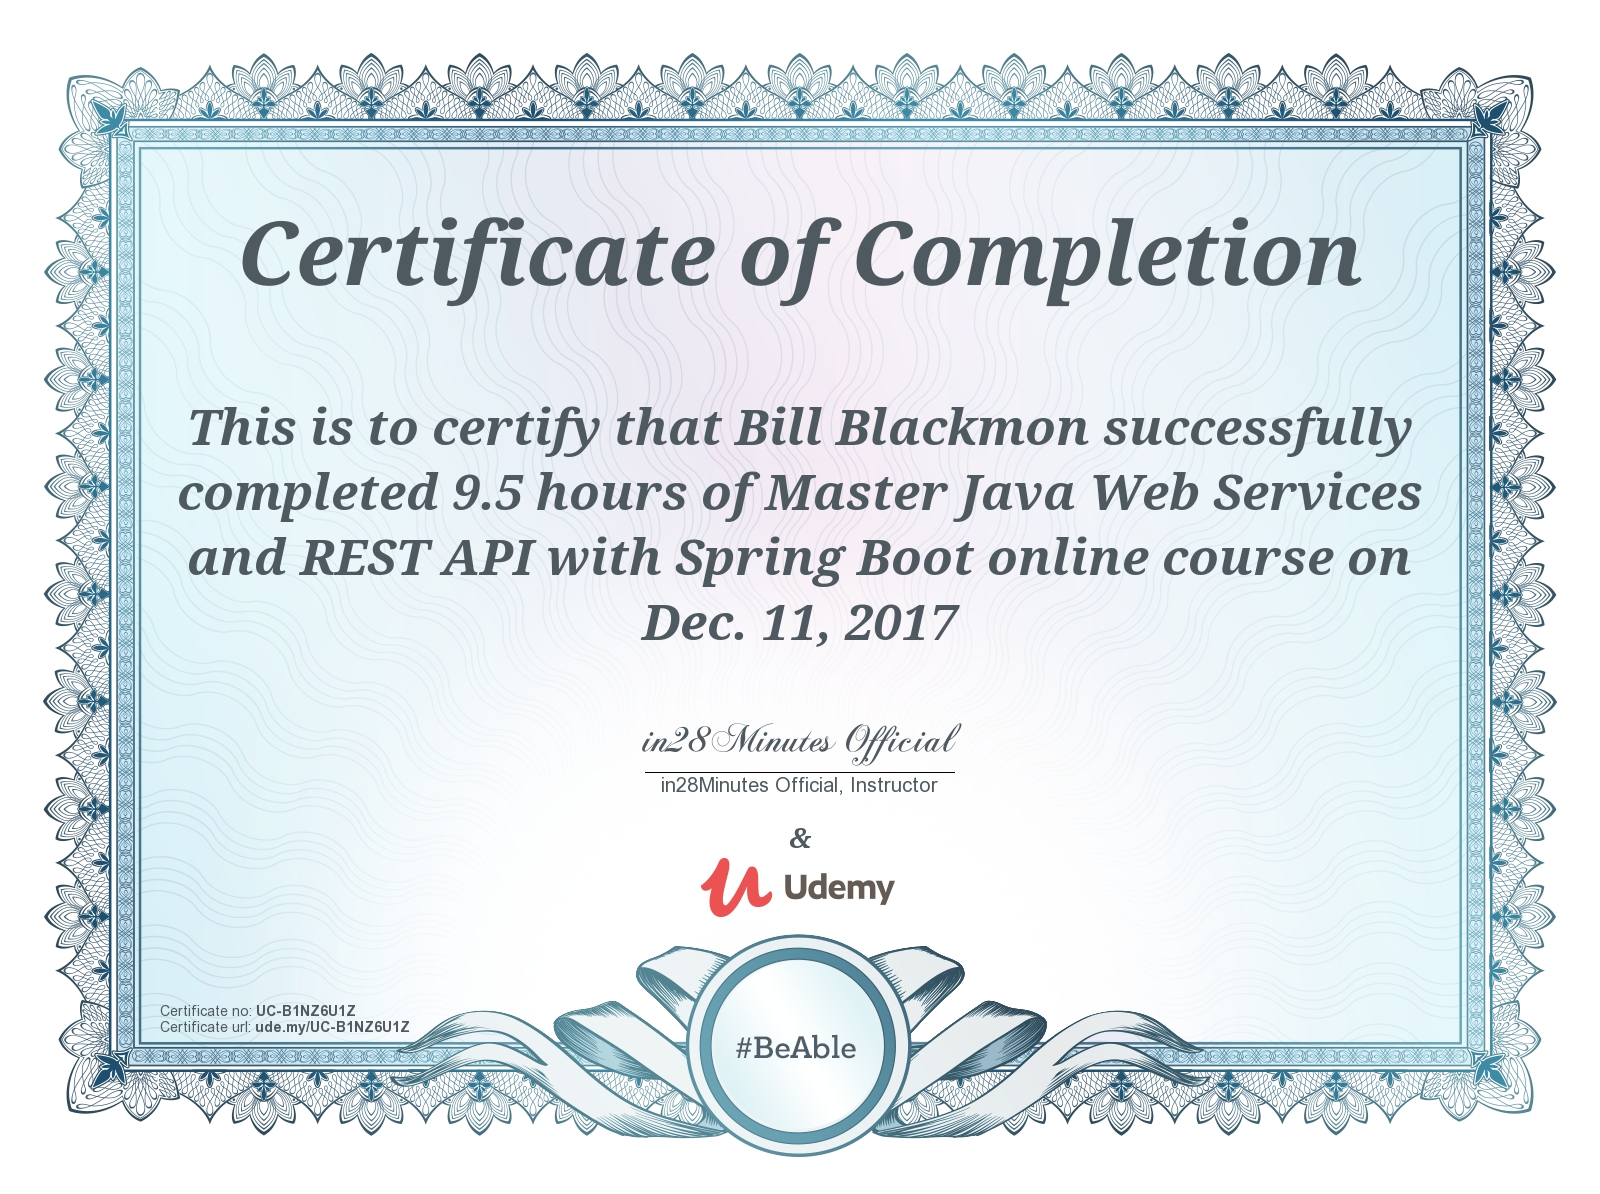 Certificate of Completion
This is to certify that Bill Blackmon successfully
completed 9.5 hours of Master Java Web Services
and REST API with Spring Boot online course on
Dec. 11, 2017
in28Minutes Official
in28Minutes Official, Instructor
&
Udemy
Certificate no: UC-B1NZ6U1Z
Certificate url: ude.my/UC-B1NZ6U1Z
#BeAble